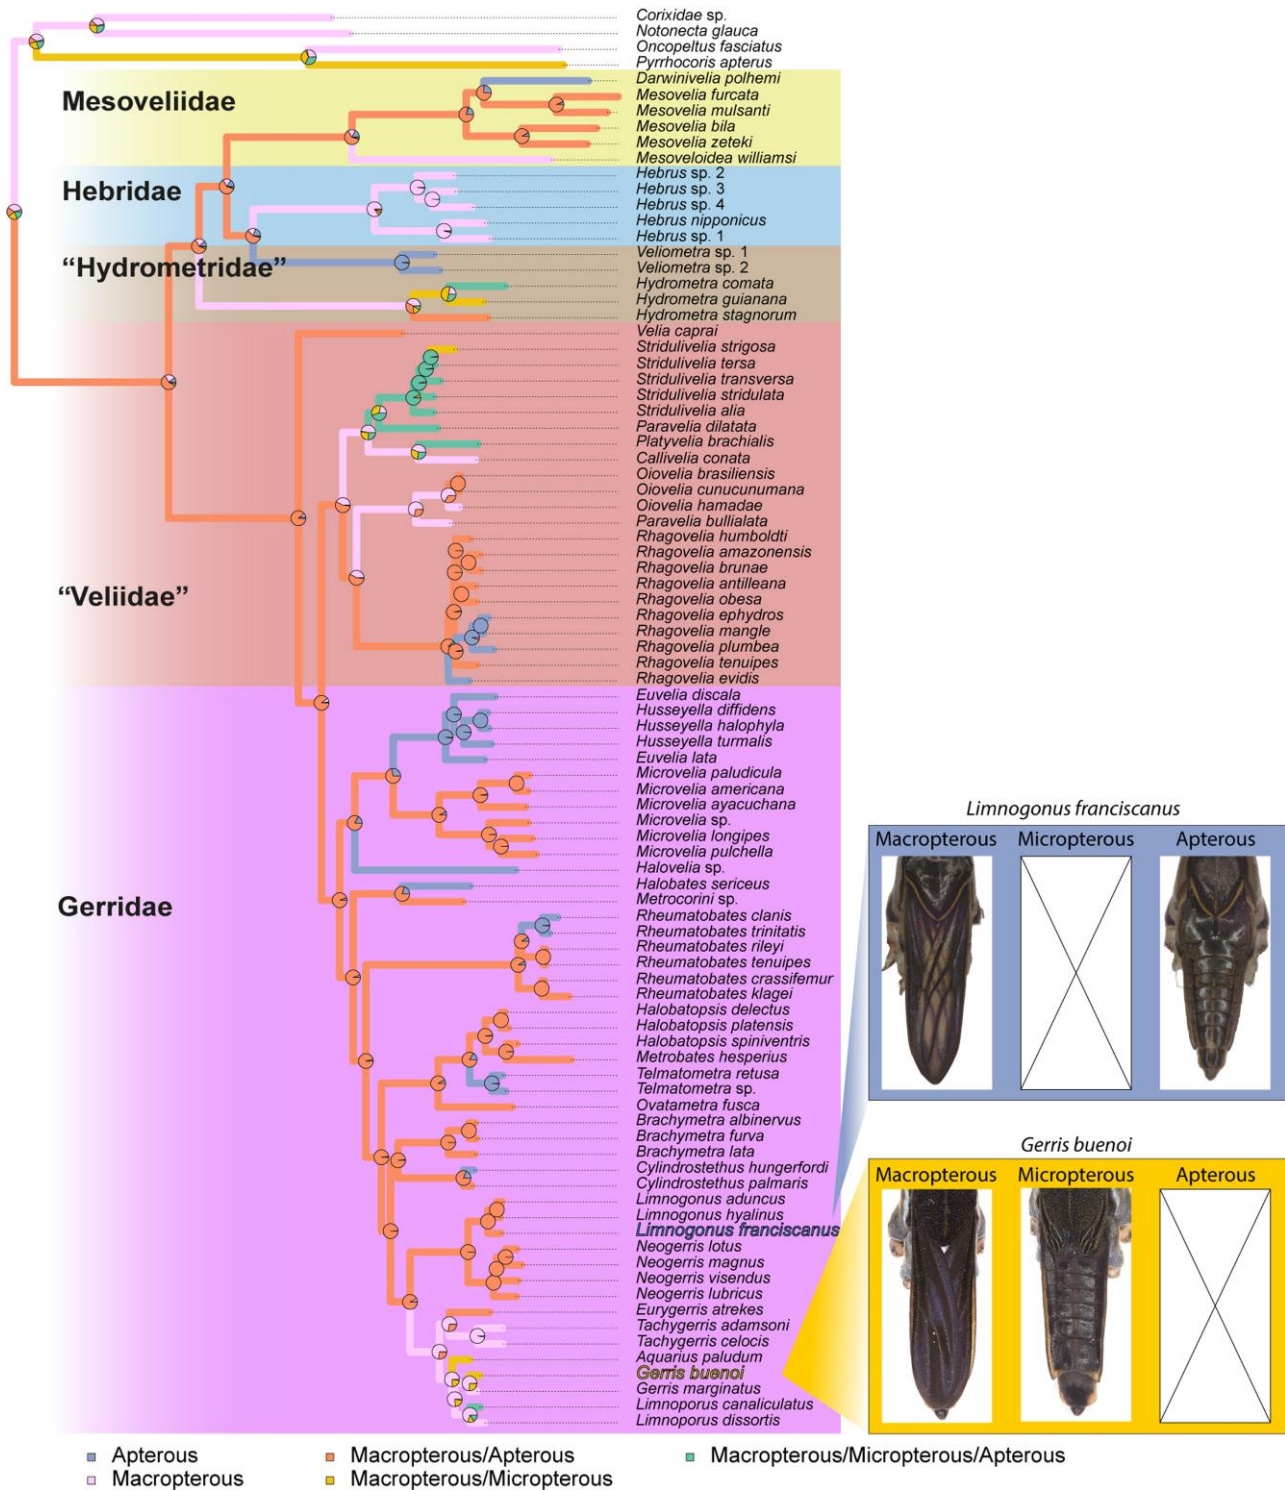 Corixidae sp.
Notonecta glauca
Oncopeltus fasciatus
Pyrrhocoris apterus
Mesoveliidae
Darwinivelia polhemi
Mesovelia furcata
Mesovelia mulsanti
Mesovelia bila
Mesovelia zeteki
Mesoveloidea williamsi
Hebridae
Hebrus sp. 2
Hebrus sp. 3
Hebrus sp. 4
Hebrus nipponicus
Hebrus sp. 1
“Hydrometridae”
Veliometra sp. 1
Veliometra sp. 2
Hydrometra comata
Hydrometra guianana
Hydrometra stagnorum
“Veliidae”
Velia caprai
Stridulivelia strigosa
Stridulivelia tersa
Stridulivelia transversa
Stridulivelia stridulata
Stridulivelia alia
Paravelia dilatata
Platyvelia brachialis
Callivelia conata
Oiovelia brasiliensis
Oiovelia cunucunumana
Oiovelia hamadae
Paravelia bullialata
Rhagovelia humboldti
Rhagovelia amazonensis
Rhagovelia brunae
Rhagovelia antilleana
Rhagovelia obesa
Rhagovelia ephydros
Rhagovelia mangle
Rhagovelia plumbea
Rhagovelia tenuipes
Rhagovelia evidis
Gerridae
Euvelia discala
Husseyella diffidens
Husseyella halophyla
Husseyella turmalis
Euvelia lata
Microvelia paludicula
Microvelia americana
Microvelia ayacuchana
Microvelia sp.
Microvelia longipes
Microvelia pulchella
Halovelia sp.
Halobates sericeus
Metrocorini sp.
Rheumatobates clanis
Rheumatobates trinitatis
Rheumatobates rileyi
Rheumatobates tenuipes
Rheumatobates crassifemur
Rheumatobates klagei
Halobatopsis delectus
Halobatopsis platensis
Halobatopsis spiniventris
Metrobates hesperius
Telmatometra retusa
Telmatometra sp.
Ovatametra fusca
Brachymetra albinervus
Brachymetra furva
Brachymetra lata
Cylindrostethus hungerfordi
Cylindrostethus palmaris
Limnogonus aduncus
Limnogonus hyalinus
Limnogonus franciscanus
Neogerris lotus
Neogerris magnus
Neogerris visendus
Neogerris lubricus
Eurygerris atrekes
Tachygerris adamsoni
Tachygerris celocis
Aquarius paludum
Gerris buenoi
Gerris marginatus
Limnoporus canaliculatus
Limnoporus dissortis
Limnogonus franciscanus
Macropterous Micropterous Apterous
Gerris buenoi
Macropterous Micropterous Apterous
Apterous Macropterous/Apterous Macropterous/Micropterous/Apterous
Macropterous Macropterous/Micropterous